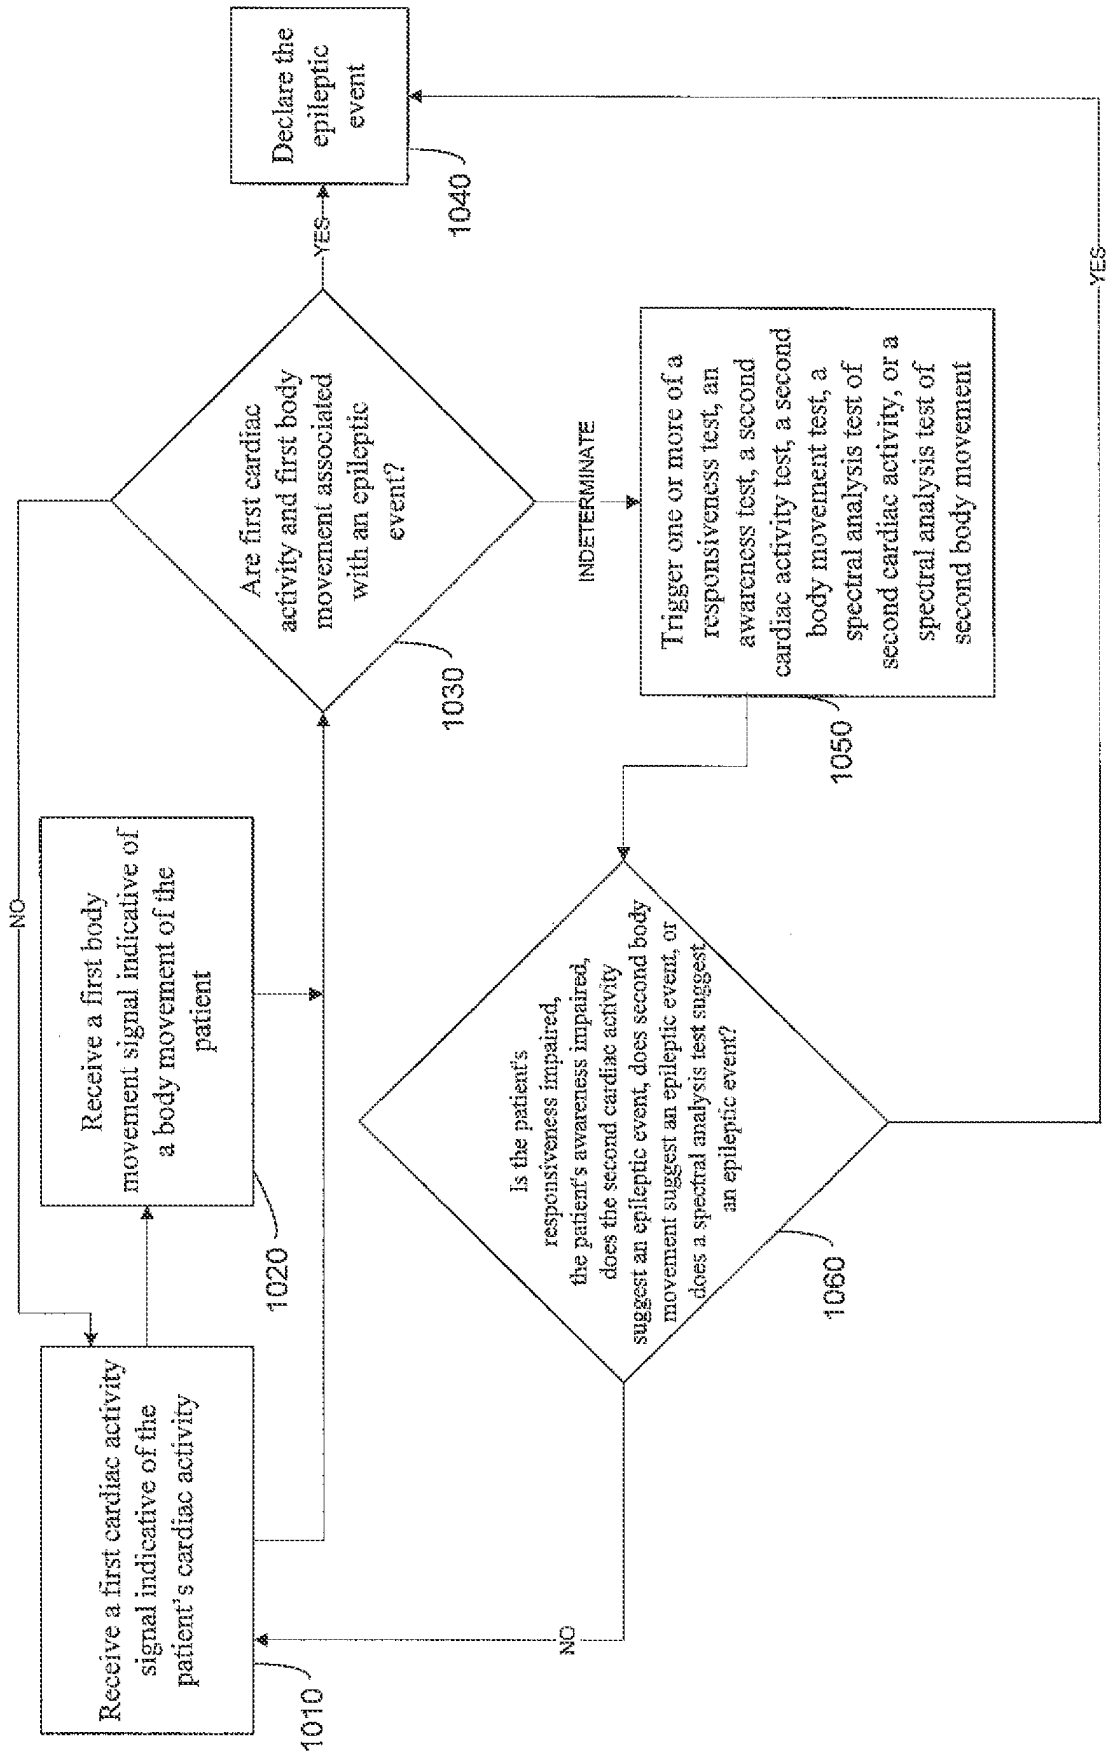 Receive a first cardiac activity
signal indicative of the
patient's cardiac activity
1010
Receive a first body
movement signal indicative of
a body movement of the
patient
1020
NO
Are first cardiac
activity and first body
movement associated
with an epileptic
event?
1030
YES
Declare the
epileptic
event
1040
INDETERMINATE
Trigger one or more of a
responsiveness test, an
awareness test, a second
cardiac activity test, a second
body movement test, a
spectral analysis test of
second cardiac activity, or a
spectral analysis test of
second body movement
1050
Is the patient's
responsiveness impaired,
the patient's awareness impaired,
does the second cardiac activity
suggest an epileptic event, does second body
movement suggest an epileptic event, or
does a spectral analysis test suggest
an epileptic event?
1060
NO
YES